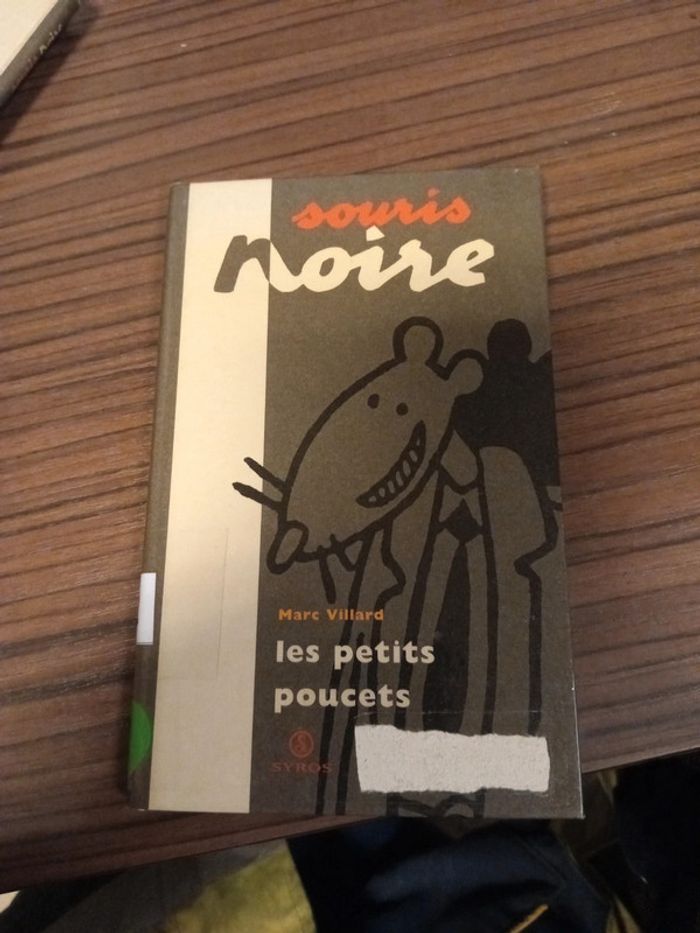 souris
noire
Marc Villard
les petits
poucets
SYROS